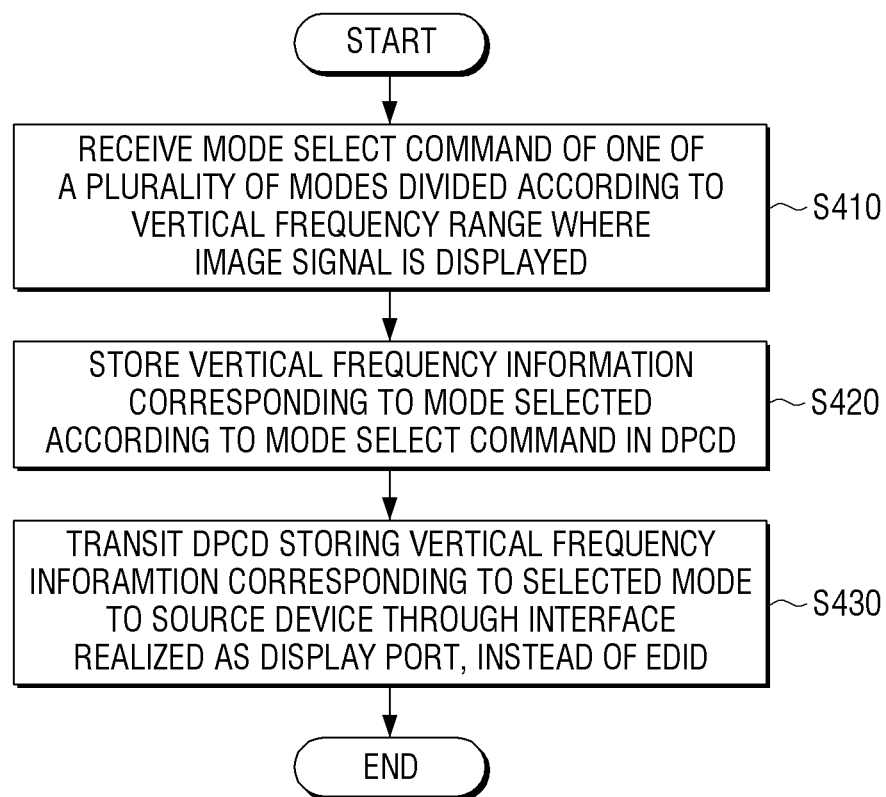 START
RECEIVE MODE SELECT COMMAND OF ONE OF
A PLURALITY OF MODES DIVIDED ACCORDING TO
VERTICAL FREQUENCY RANGE WHERE
IMAGE SIGNAL IS DISPLAYED
S410
STORE VERTICAL FREQUENCY INFORMATION
CORRESPONDING TO MODE SELECTED
ACCORDING TO MODE SELECT COMMAND IN DPCD
S420
TRANSIT DPCD STORING VERTICAL FREQUENCY
INFORAMTION CORRESPONDING TO SELECTED MODE
TO SOURCE DEVICE THROUGH INTERFACE
REALIZED AS DISPLAY PORT, INSTEAD OF EDID
S430
END